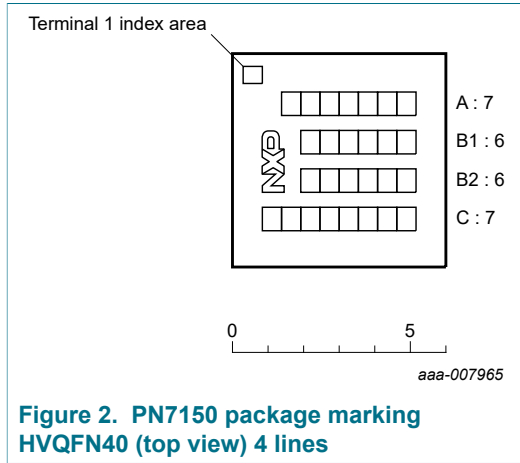 Terminal 1 index area
A : 7
B1 : 6
NXP
B2 : 6
C : 7
0 5
aaa-007965
Figure 2. PN7150 package marking
HVQFN40 (top view) 4 lines